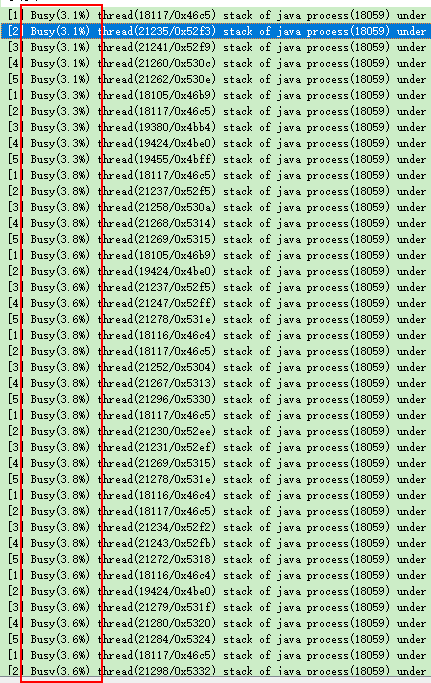 [1] Busy(3.1%) thread(18117/0x46c5) stack of java process(18059) under
[2] Busy(3.1%) thread(21235/0x52f3) stack of java process(18059) under
[3] Busy(3.1%) thread(21241/0x52f9) stack of java process(18059) under
[4] Busy(3.1%) thread(21260/0x530c) stack of java process(18059) under
[5] Busy(3.1%) thread(21262/0x530e) stack of java process(18059) under
[1] Busy(3.3%) thread(18105/0x46b9) stack of java process(18059) under
[2] Busy(3.3%) thread(18117/0x46c5) stack of java process(18059) under
[3] Busy(3.3%) thread(19380/0x4bb4) stack of java process(18059) under
[4] Busy(3.3%) thread(19424/0x4be0) stack of java process(18059) under
[5] Busy(3.3%) thread(19455/0x4bff) stack of java process(18059) under
[1] Busy(3.8%) thread(18117/0x46c5) stack of java process(18059) under
[2] Busy(3.8%) thread(21237/0x52f5) stack of java process(18059) under
[3] Busy(3.8%) thread(21258/0x530a) stack of java process(18059) under
[4] Busy(3.8%) thread(21268/0x5314) stack of java process(18059) under
[5] Busy(3.8%) thread(21269/0x5315) stack of java process(18059) under
[1] Busy(3.6%) thread(18105/0x46b9) stack of java process(18059) under
[2] Busy(3.6%) thread(19424/0x4be0) stack of java process(18059) under
[3] Busy(3.6%) thread(21237/0x52f5) stack of java process(18059) under
[4] Busy(3.6%) thread(21247/0x52ff) stack of java process(18059) under
[5] Busy(3.6%) thread(21278/0x531e) stack of java process(18059) under
[1] Busy(3.8%) thread(18116/0x46c4) stack of java process(18059) under
[2] Busy(3.8%) thread(18117/0x46c5) stack of java process(18059) under
[3] Busy(3.8%) thread(21252/0x5304) stack of java process(18059) under
[4] Busy(3.8%) thread(21267/0x5313) stack of java process(18059) under
[5] Busy(3.8%) thread(21296/0x5330) stack of java process(18059) under
[1] Busy(3.8%) thread(18117/0x46c5) stack of java process(18059) under
[2] Busy(3.8%) thread(21230/0x52ee) stack of java process(18059) under
[3] Busy(3.8%) thread(21231/0x52ef) stack of java process(18059) under
[4] Busy(3.8%) thread(21269/0x5315) stack of java process(18059) under
[5] Busy(3.8%) thread(21278/0x531e) stack of java process(18059) under
[1] Busy(3.8%) thread(18116/0x46c4) stack of java process(18059) under
[2] Busy(3.8%) thread(18117/0x46c5) stack of java process(18059) under
[3] Busy(3.8%) thread(21234/0x52f2) stack of java process(18059) under
[4] Busy(3.8%) thread(21243/0x52fb) stack of java process(18059) under
[5] Busy(3.8%) thread(21272/0x5318) stack of java process(18059) under
[1] Busy(3.6%) thread(18116/0x46c4) stack of java process(18059) under
[2] Busy(3.6%) thread(19424/0x4be0) stack of java process(18059) under
[3] Busy(3.6%) thread(21279/0x531f) stack of java process(18059) under
[4] Busy(3.6%) thread(21280/0x5320) stack of java process(18059) under
[5] Busy(3.6%) thread(21284/0x5324) stack of java process(18059) under
[1] Busy(3.6%) thread(18117/0x46c5) stack of java process(18059) under
[2] Busy(3.6%) thread(21298/0x5332) stack of java process(18059) under